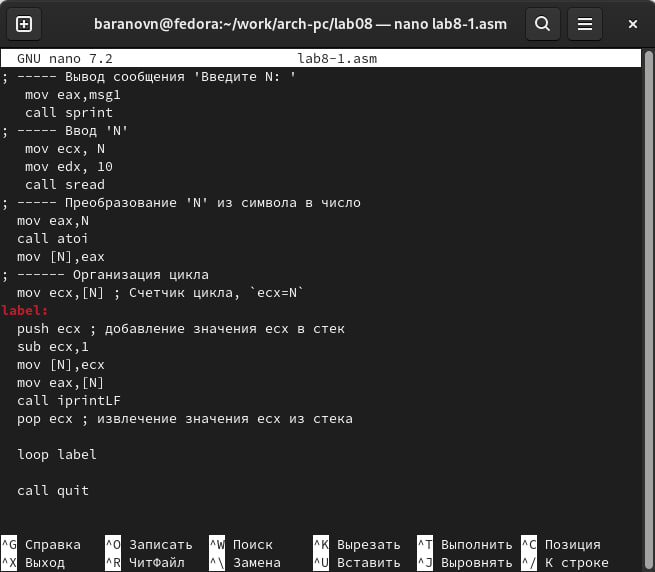 baranovn@fedora:~/work/arch-pc/lab08 — nano lab8-1.asm
GNU nano 7.2 lab8-1.asm
; ----- Вывод сообщения 'Введите N: '
mov eax,msg1
call sprint
; ----- Ввод 'N'
mov ecx, N
mov edx, 10
call sread
; ----- Преобразование 'N' из символа в число
mov eax,N
call atoi
mov [N],eax
; ------ Организация цикла
mov ecx,[N] ; Счетчик цикла, `ecx=N`
label:
push ecx ; добавление значения ecx в стек
sub ecx,1
mov [N],ecx
mov eax,[N]
call iprintLF
pop ecx ; извлечение значения ecx из стека
loop label
call quit
^G Справка ^O Записать ^W Поиск ^K Вырезать ^T Выполнить ^C Позиция
^X Выход ^R ЧитФайл ^\ Замена ^U Вставить ^J Выровнять ^/ К строке